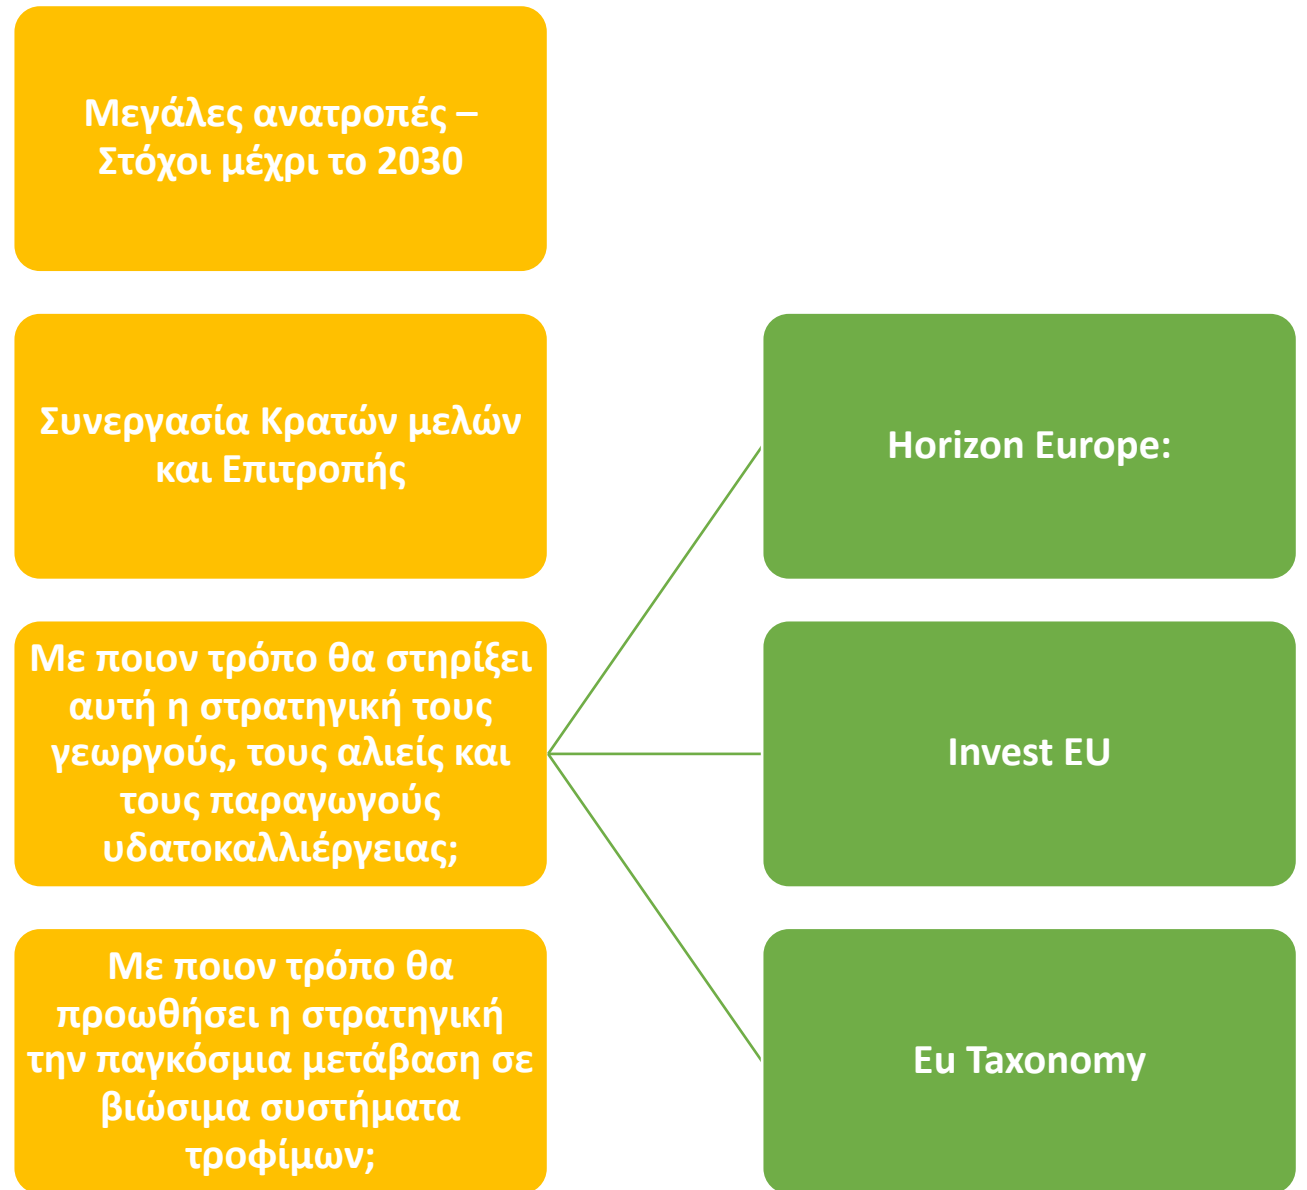 Μεγάλες ανατροπές –
Στόχοι μέχρι το 2030
Συνεργασία Κρατών μελών
και Επιτροπής
Με ποιον τρόπο θα στηρίξει
αυτή η στρατηγική τους
γεωργούς, τους αλιείς και
τους παραγωγούς
υδατοκαλλιέργειας;
Με ποιον τρόπο θα
προωθήσει η στρατηγική
την παγκόσμια μετάβαση σε
βιώσιμα συστήματα
τροφίμων;
Horizon Europe:
Invest EU
Eu Taxonomy